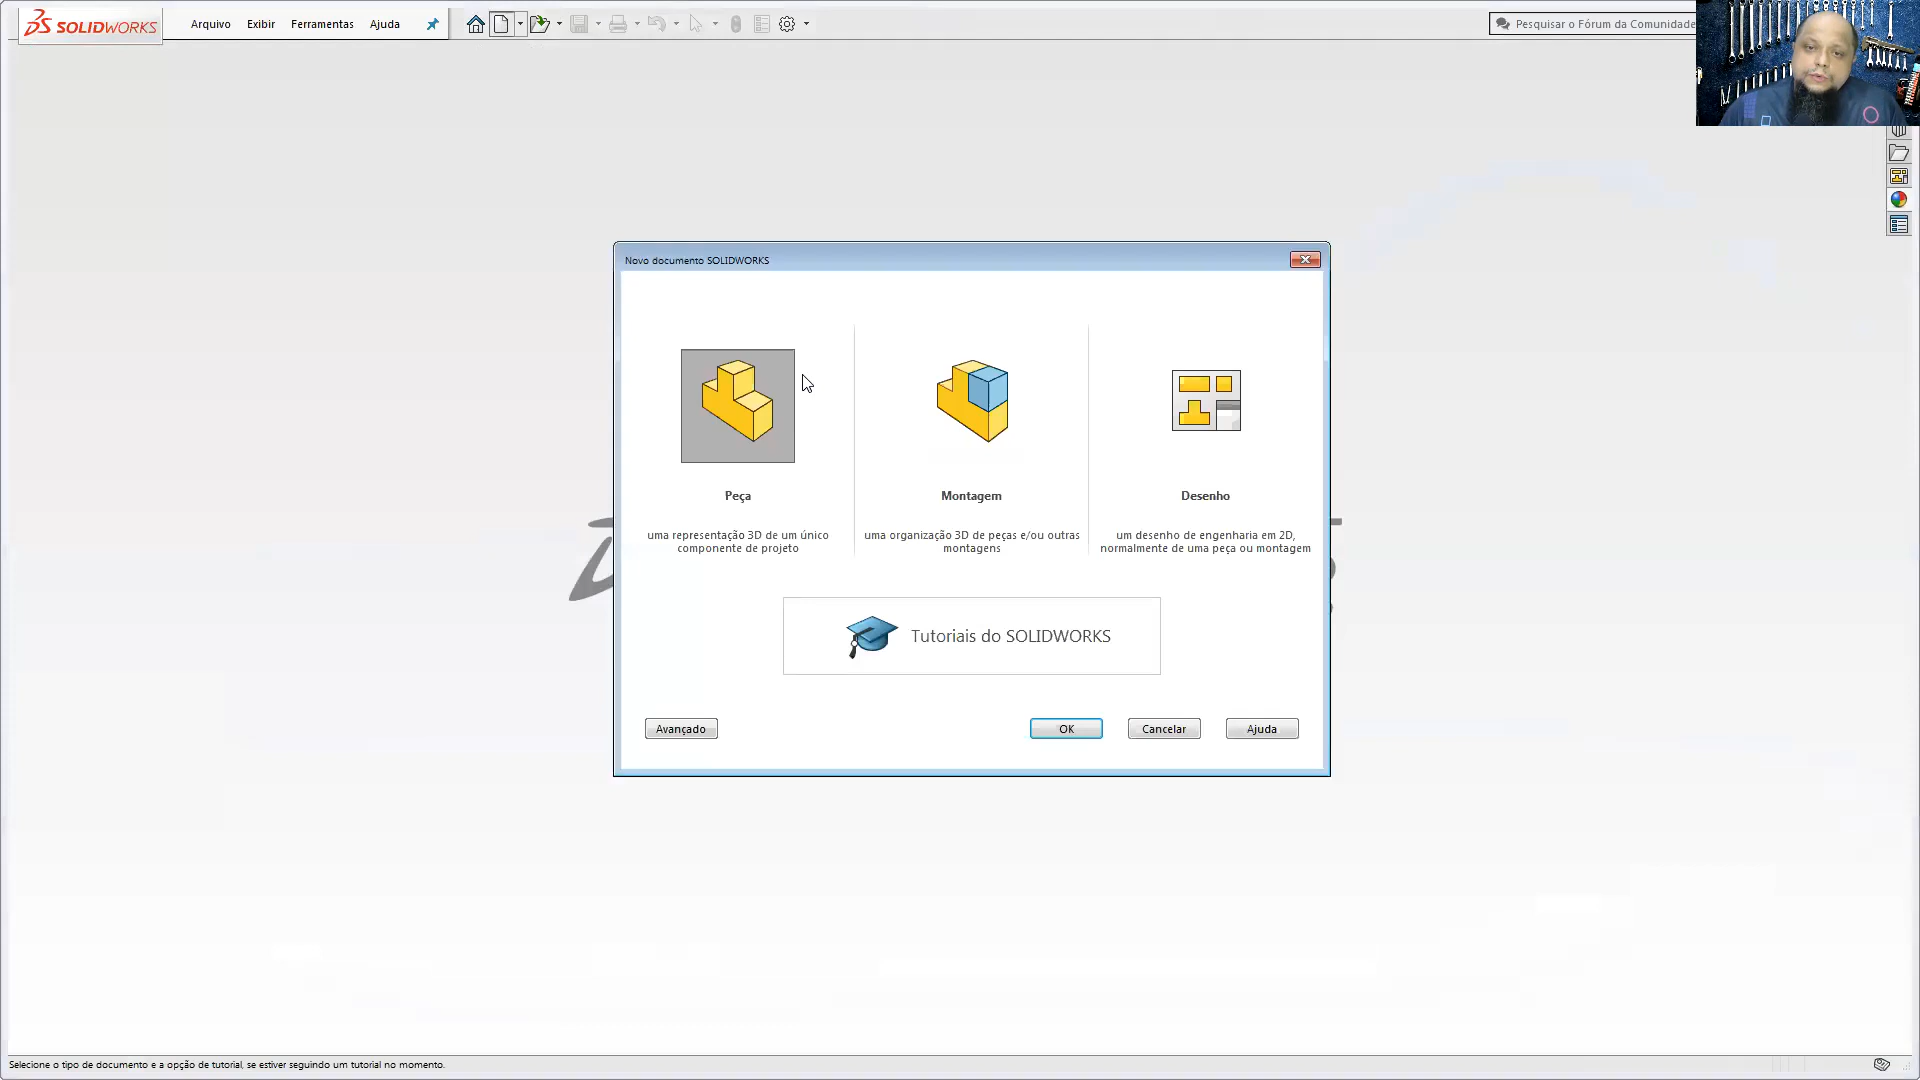 SOLIDWORKS
Arquivo Exibir Ferramentas Ajuda
Pesquisar o Fórum da Comunidade
Novo documento SOLIDWORKS
Peça
uma representação 3D de um único
componente de projeto
Montagem
uma organização 3D de peças e/ou outras
montagens
Desenho
um desenho de engenharia em 2D,
normalmente de uma peça ou montagem
Tutoriais do SOLIDWORKS
Avançado
OK
Cancelar
Ajuda
Selecione o tipo de documento e a opção de tutorial, se estiver seguindo um tutorial no momento.